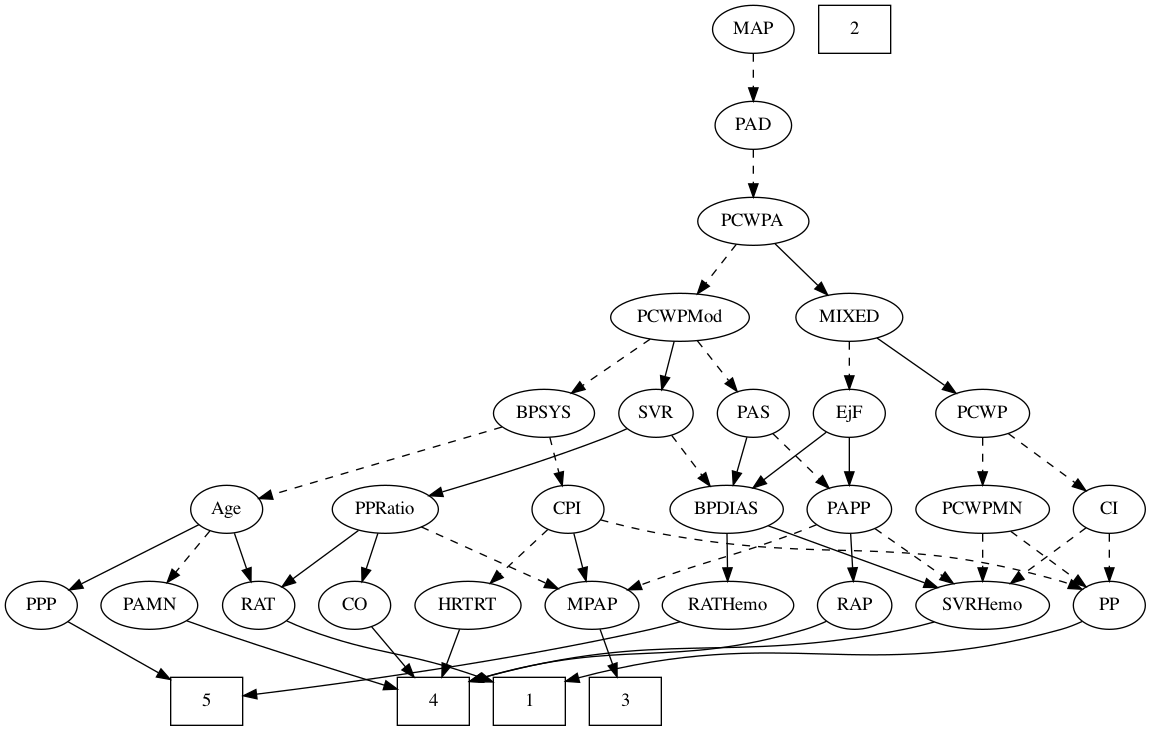 MAP 2
PAD
PCWPA
PCWPMod MIXED
BPSYS SVR PAS EjF PCWP
Age PPRatio CPI BPDIAS PAPP PCWPMN CI
PPP PAMN RAT CO HRTRT MPAP RATHemo RAP SVRHemo PP
5 4 1 3